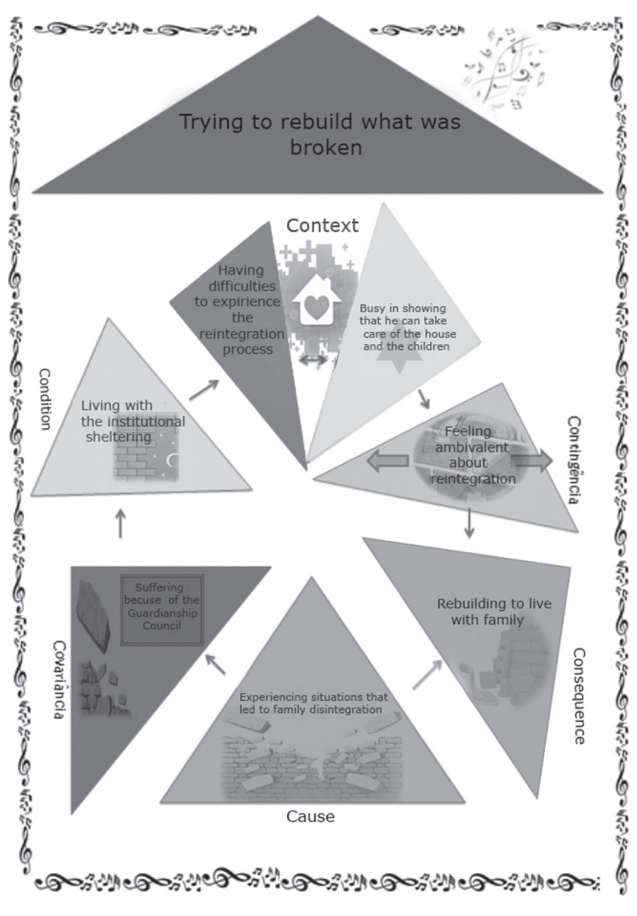 Trying to rebuild what was
broken
Context
Having
difficulties
to expirience
the
reintegration
process
Busy in showing
that he can take
care of the house
and the children
Condition
Living with
the institutional
sheltering
Feeling
ambivalent
about
reintegration
Contingência
Suffering
becuse of the
Guardianship
Council
Covariância
Rebuilding to live
with family
Consequence
Experiencing situations that
led to family disintegration
Cause